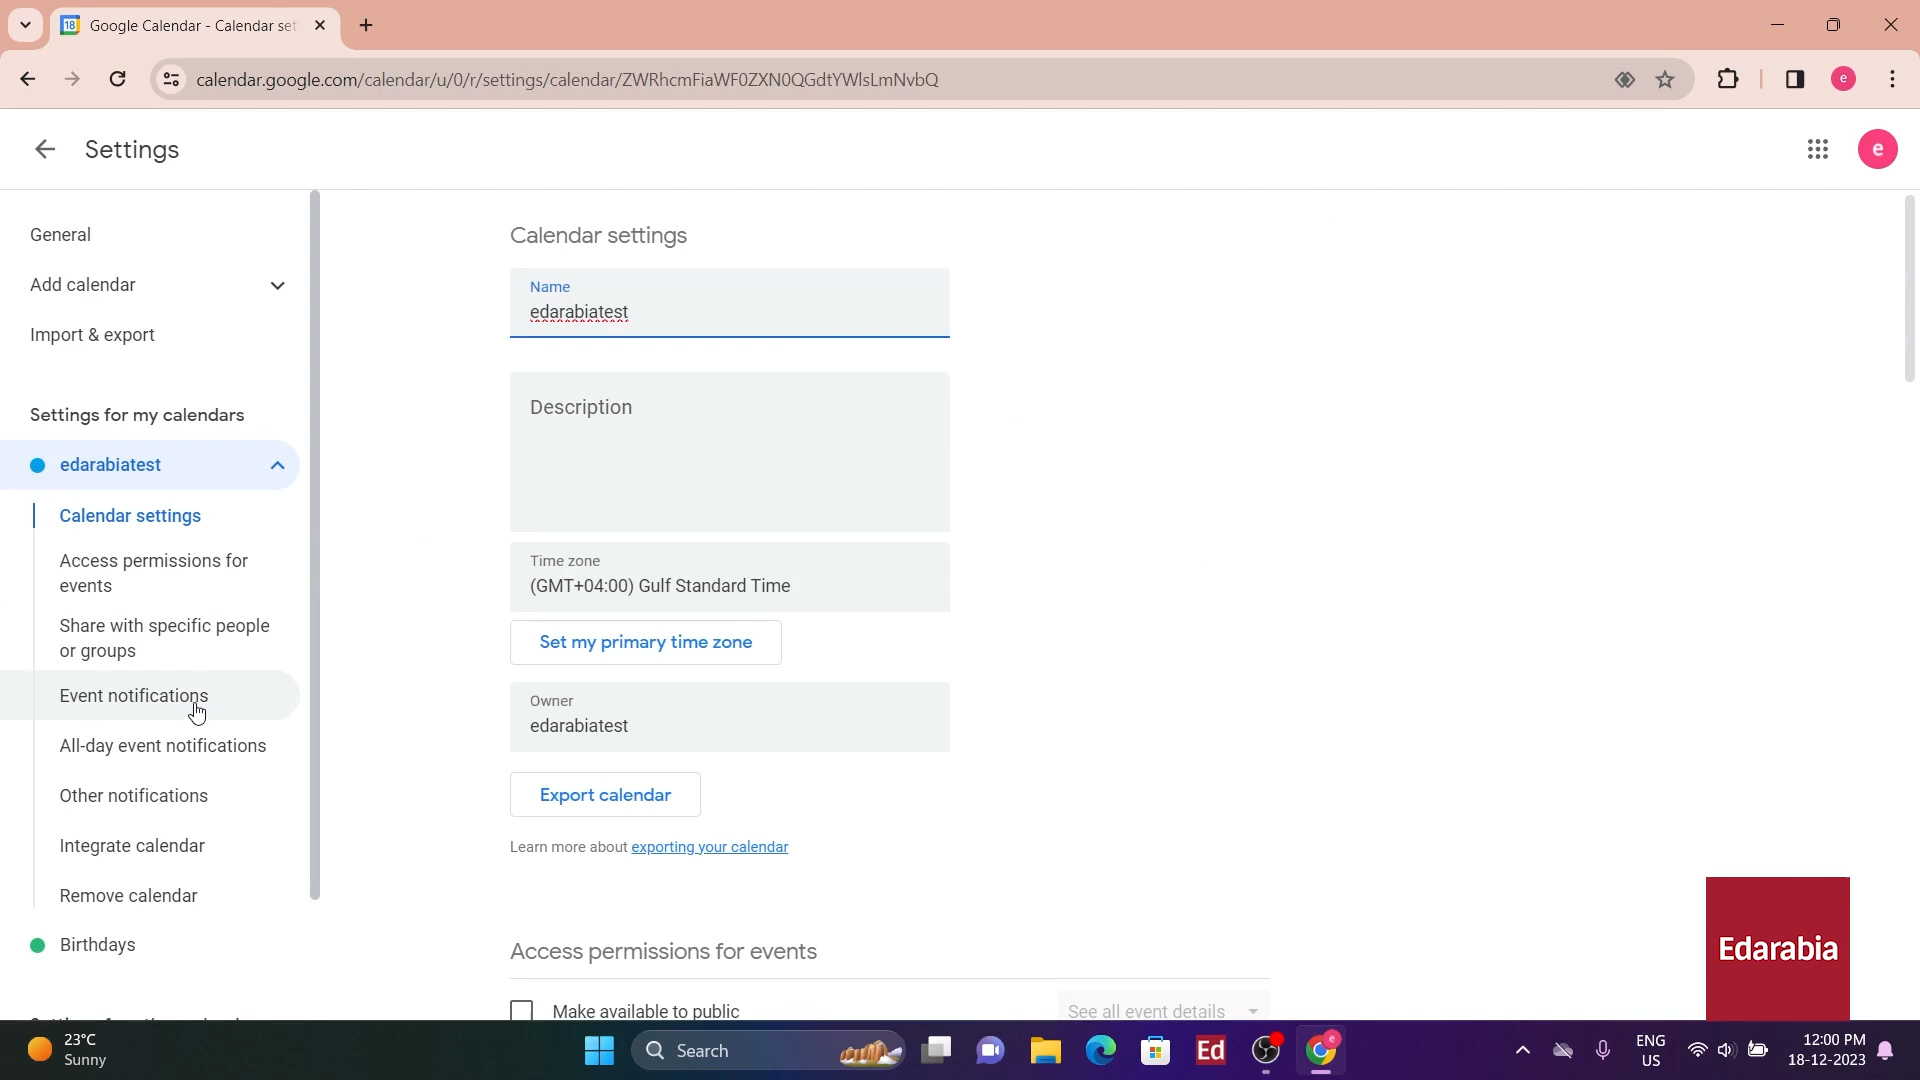 18
Google Calendar - Calendar set
calendar.google.com/calendar/u/0/r/settings/calendar/ZWRhcmFiaWF0ZXN0QGdtYWlsLmNvbQ
e
Settings
e
General
Add calendar
Import & export
Settings for my calendars
edarabiatest
Calendar settings
Access permissions for
events
Share with specific people
or groups
Event notifications
All-day event notifications
Other notifications
Integrate calendar
Remove calendar
Birthdays
Calendar settings
Name
edarabiatest
Description
Time zone
(GMT+04:00) Gulf Standard Time
Set my primary time zone
Owner
edarabiatest
Export calendar
Learn more about exporting your calendar
Access permissions for events
Make available to public
See all event details
Edarabia
23°C
Sunny
Search
Ed
e
ENG
US
12:00 PM
18-12-2023